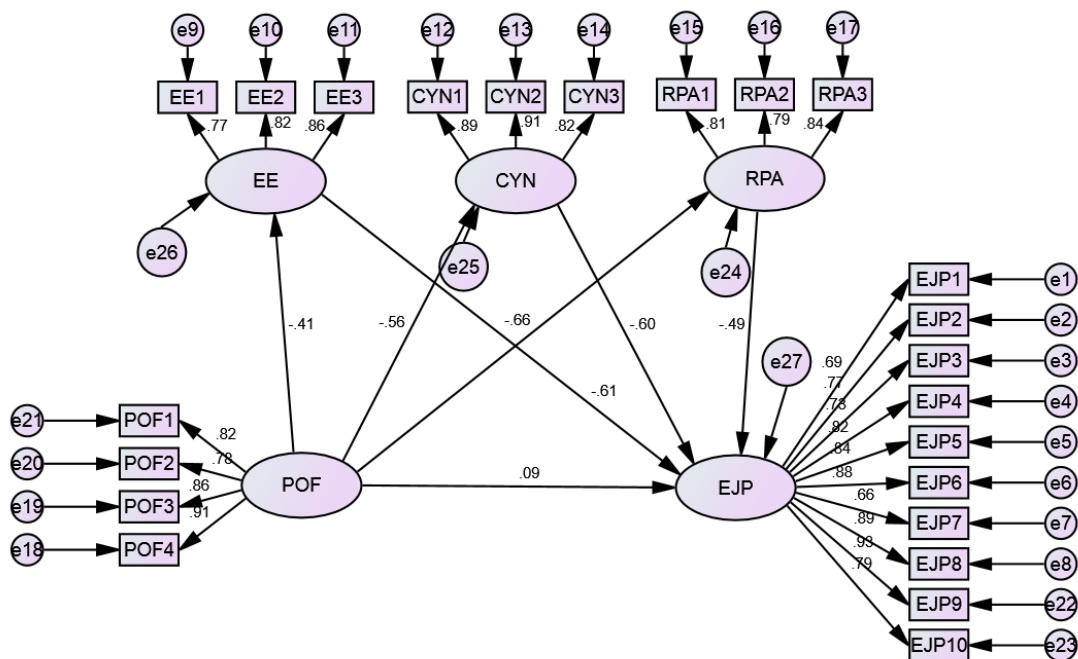 e9 e10 e11 e12 e13 e14 e15 e16 e17
EE1 EE2 EE3 CYN1 CYN2 CYN3 RPA1 RPA2 RPA3
.77 .82 .86 .89 .91 .82 .81 .79 .84
EE CYN RPA
e26 e25 e24
-.41 -.56 -.66 -.60 -.49
-.61
e27
EJP1 e1
EJP2 e2
EJP3 e3
EJP4 e4
EJP5 e5
EJP6 e6
EJP7 e7
EJP8 e8
EJP9 e22
EJP10 e23
.69
.77
.78
.82
.84
.88
.66
.89
.93
.79
e21 POF1 .82
e20 POF2 .78
e19 POF3 .86
e18 POF4 .91
POF .09 EJP